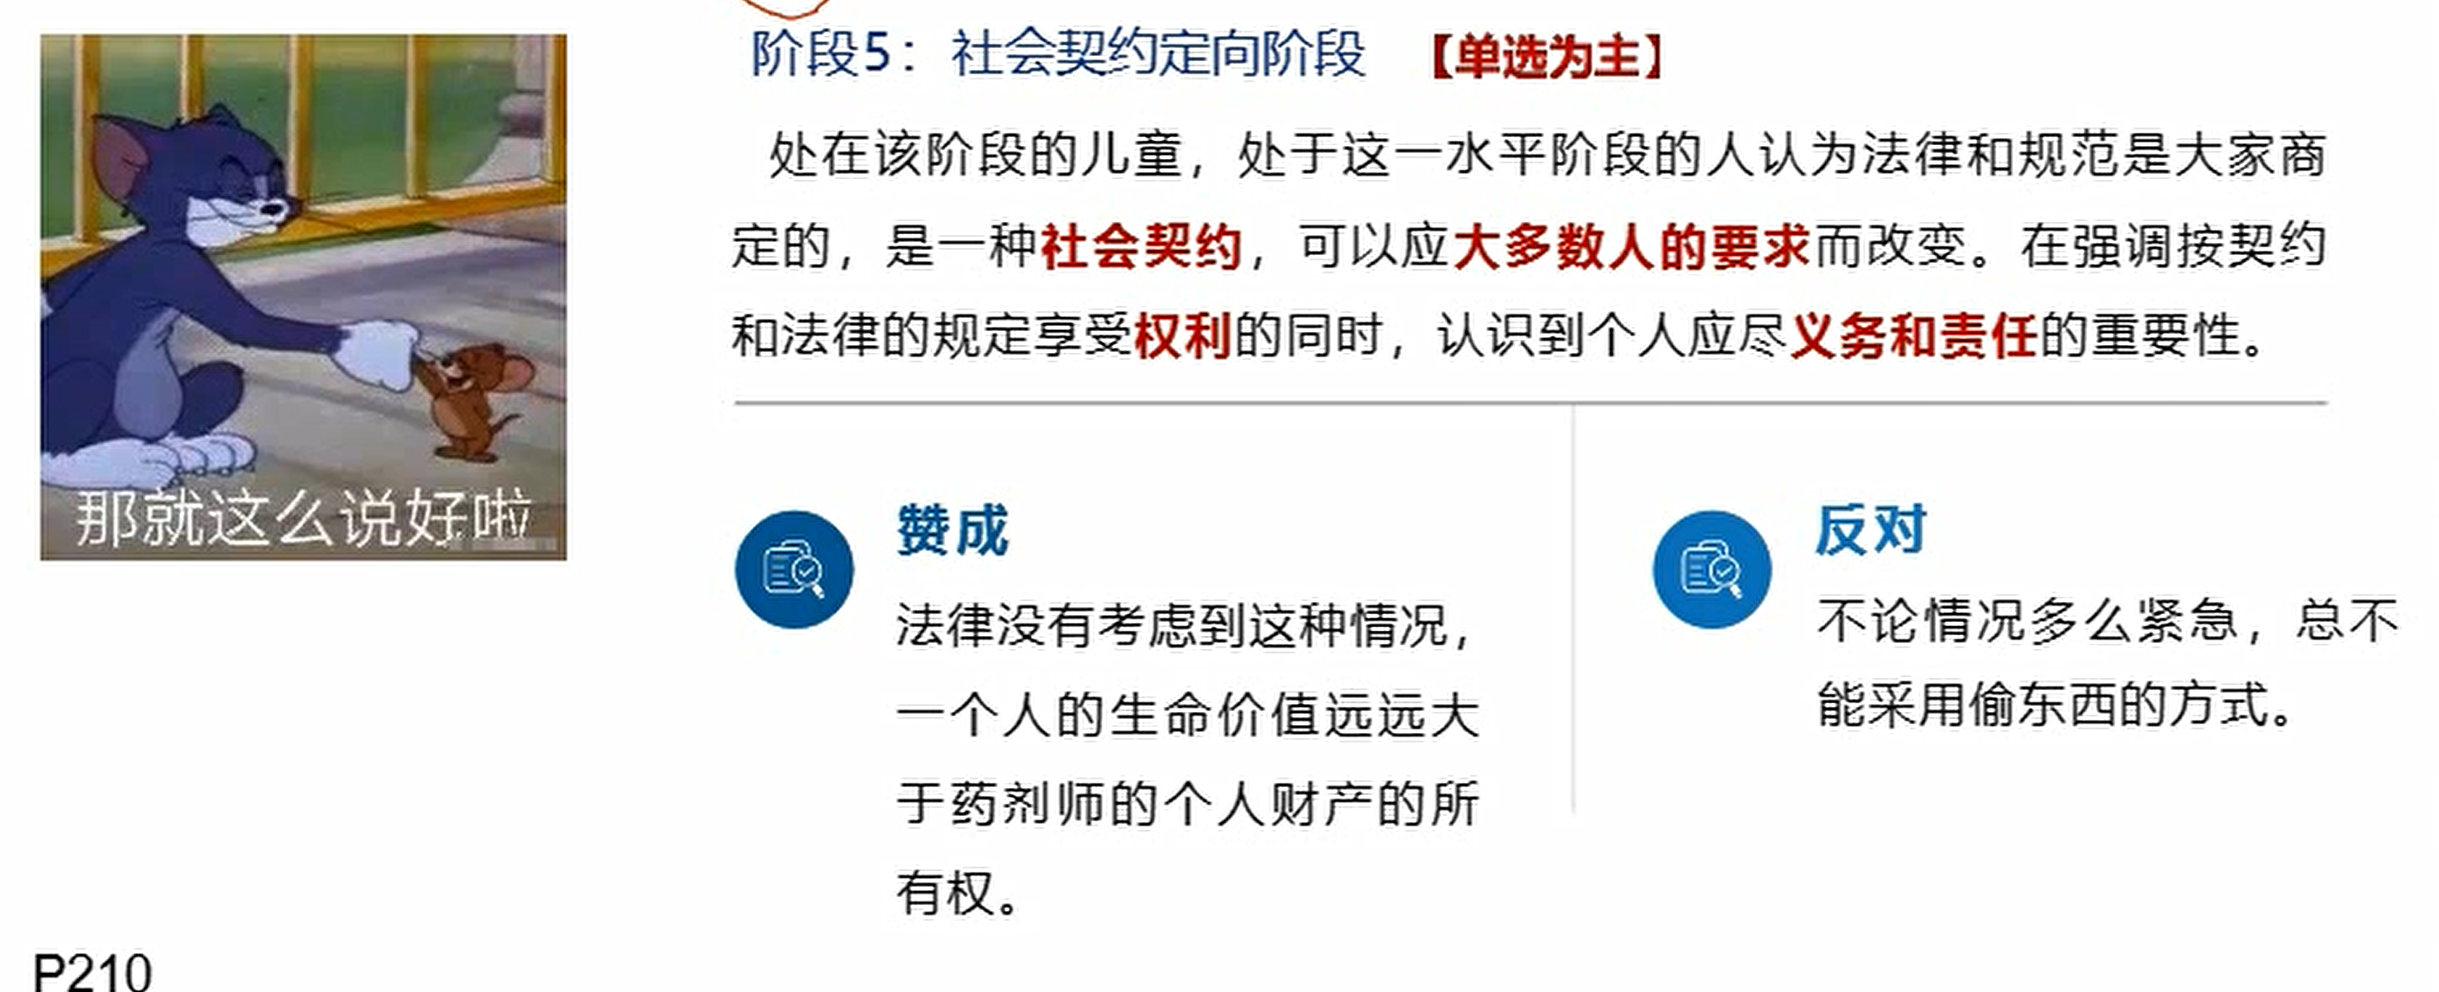 阶段5：社会契约定向阶段 【单选为主】
处在该阶段的儿童，处于这一水平阶段的人认为法律和规范是大家商
定的，是一种社会契约，可以应大多数人的要求而改变。在强调按契约
和法律的规定享受权利的同时，认识到个人应尽义务和责任的重要性。
那就这么说好啦
赞成
法律没有考虑到这种情况，
一个人的生命价值远远大
于药剂师的个人财产的所
有权。
反对
不论情况多么紧急，总不
能采用偷东西的方式。
P210